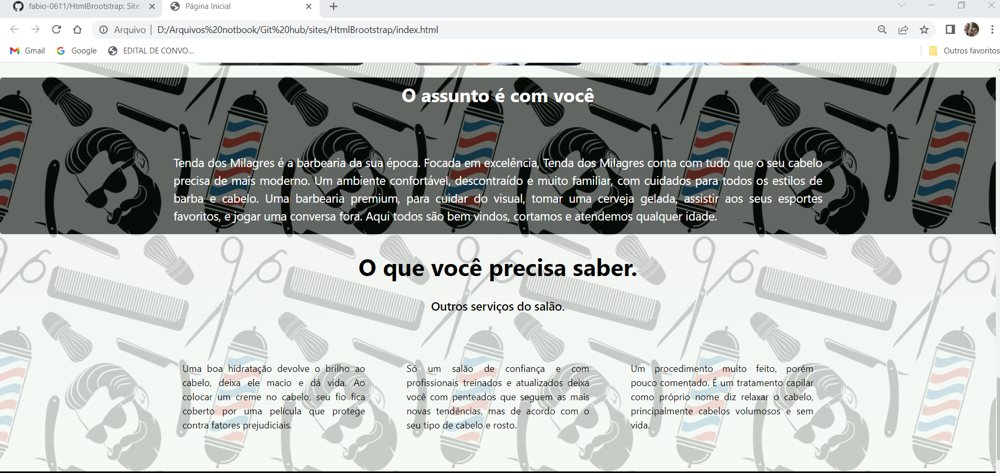 fabio-0611/HtmlBrootstrap: Site
Página Inicial
Arquivo | D:/Arquivos%20notbook/Git%20hub/sites/HtmlBrootstrap/index.html
Gmail Google EDITAL DE CONVO... Outros favoritos
O assunto é com você
Tenda dos Milagres é a barbearia da sua época. Focada em excelência, Tenda dos Milagres conta com tudo que o seu cabelo
precisa de mais moderno. Um ambiente confortável, descontraído e muito familiar, com cuidados para todos os estilos de
barba e cabelo. Uma barbearia premium, para cuidar do visual, tomar uma cerveja gelada, assistir aos seus esportes
favoritos, e jogar uma conversa fora. Aqui todos são bem vindos, cortamos e atendemos qualquer idade.
O que você precisa saber.
Outros serviços do salão.
Uma boa hidratação devolve o brilho ao
cabelo, deixa ele macio e dá vida. Ao
colocar um creme no cabelo, seu fio fica
coberto por uma película que protege
contra fatores prejudiciais.
Só um salão de confiança e com
profissionais treinados e atualizados deixa
você com penteados que seguem as mais
novas tendências, mas de acordo com o
seu tipo de cabelo e rosto.
Um procedimento muito feito, porém
pouco comentado. É um tratamento capilar
como próprio nome diz relaxar o cabelo,
principalmente cabelos volumosos e sem
vida.